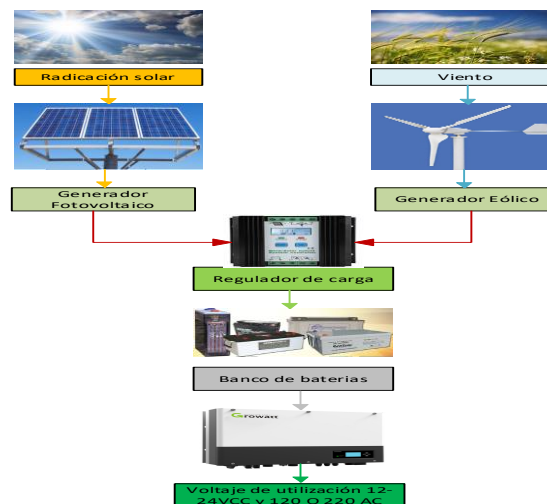 Radicación solar
Viento
Generador
Fotovoltaico
Generador Eólico
Regulador de carga
Banco de baterias
Growatt
Voltaje de utilización 12-
24VCC y 120 O 220 AC